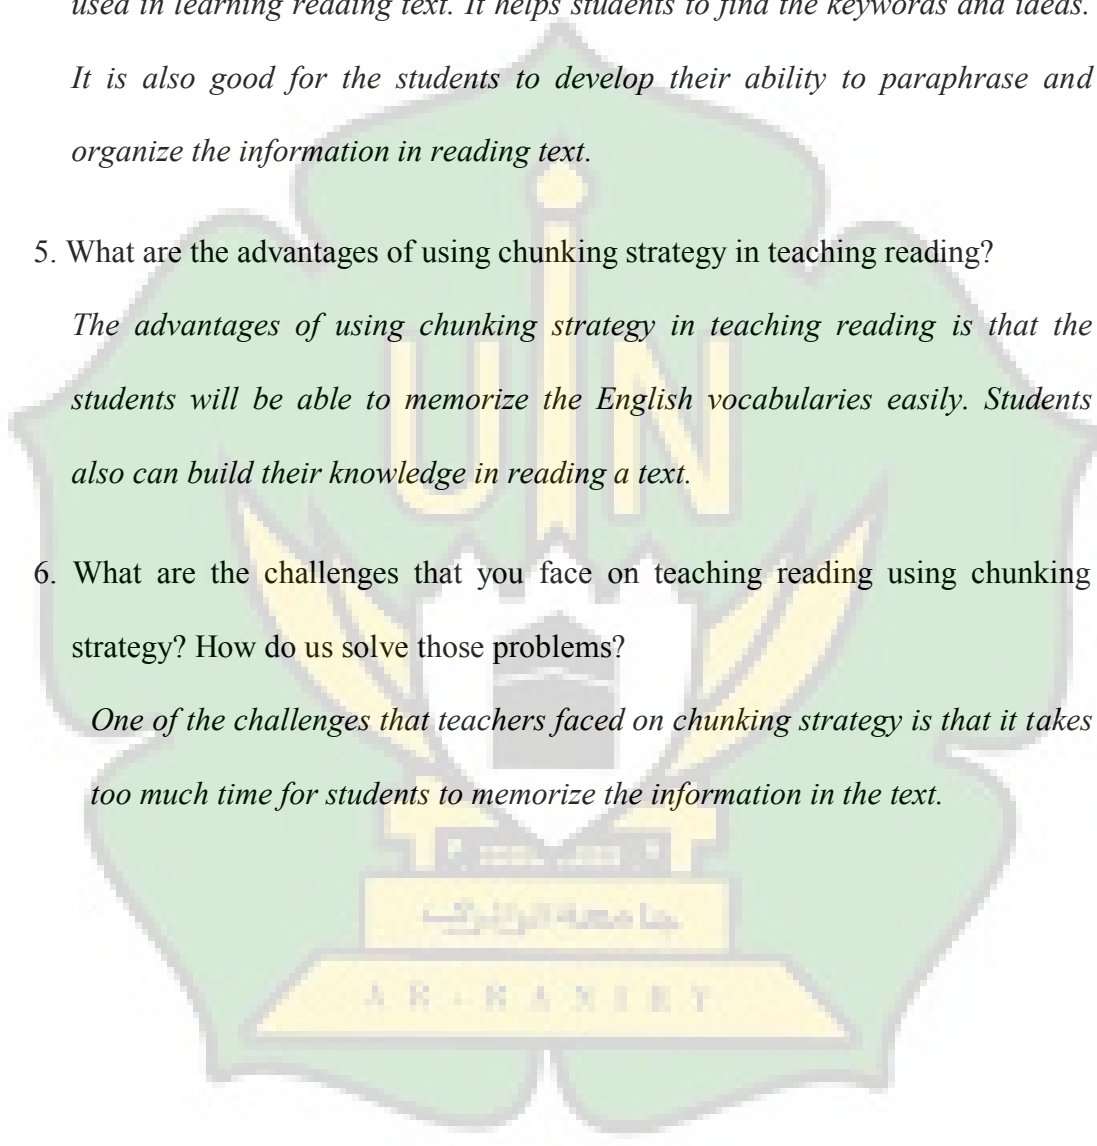 used in learning reading text. It helps students to find the keywords and ideas.
It is also good for the students to develop their ability to paraphrase and
organize the information in reading text.
5. What are the advantages of using chunking strategy in teaching reading?
The advantages of using chunking strategy in teaching reading is that the
students will be able to memorize the English vocabularies easily. Students
also can build their knowledge in reading a text.
UIN
6. What are the challenges that you face on teaching reading using chunking
strategy? How do us solve those problems?
One of the challenges that teachers faced on chunking strategy is that it takes
too much time for students to memorize the information in the text.
جامعة الرانيري
AR-RANIRY